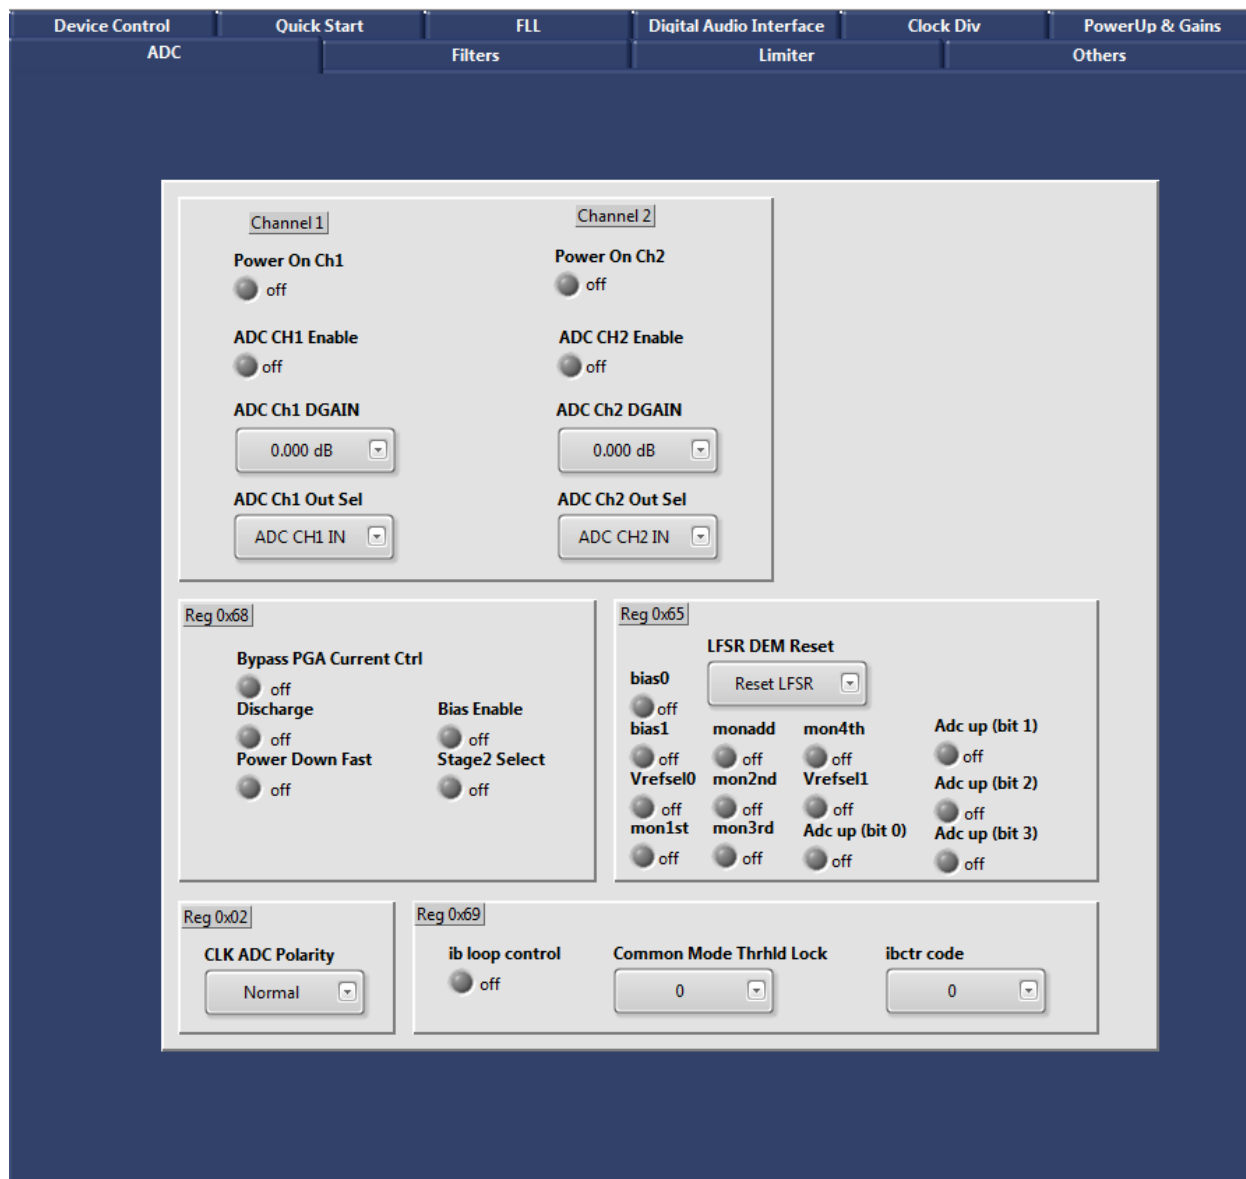 Device Control Quick Start FLL Digital Audio Interface Clock Div PowerUp & Gains
ADC Filters Limiter Others
Channel 1 Channel 2
Power On Ch1 Power On Ch2
off off
ADC CH1 Enable ADC CH2 Enable
off off
ADC Ch1 DGAIN ADC Ch2 DGAIN
0.000 dB 0.000 dB
ADC Ch1 Out Sel ADC Ch2 Out Sel
ADC CH1 IN ADC CH2 IN
Reg 0x68
Bypass PGA Current Ctrl
off
Discharge Bias Enable
off off
Power Down Fast Stage2 Select
off off
Reg 0x65
LFSR DEM Reset
bias0 Reset LFSR
off
bias1 monadd mon4th Adc up (bit 1)
off off off off
Vrefsel0 mon2nd Vrefsel1 Adc up (bit 2)
off off off off
mon1st mon3rd Adc up (bit 0) Adc up (bit 3)
off off off off
Reg 0x02
CLK ADC Polarity
Normal
Reg 0x69
ib loop control Common Mode Thrhld Lock ibctr code
off 0 0